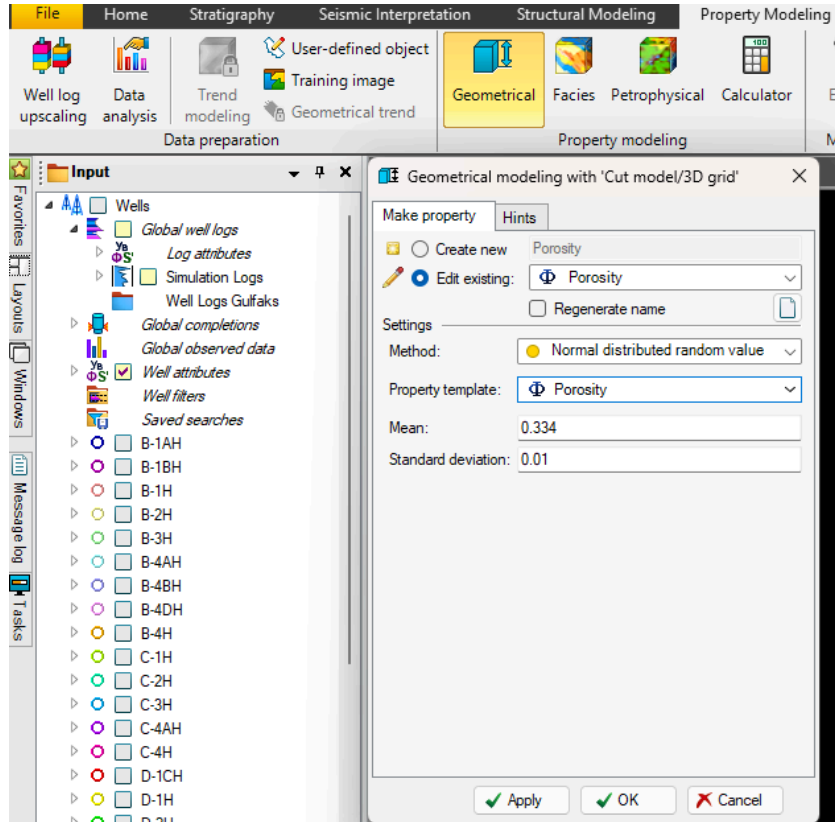 File Home Stratigraphy Seismic Interpretation Structural Modeling Property Modeling
Well log upscaling
Data analysis
Trend modeling
User-defined object
Training image
Geometrical trend
Geometrical
Facies
Petrophysical
Calculator
Data preparation
Property modeling
Favorites
Layouts
Windows
Message log
Tasks
Input
Wells
Global well logs
Log attributes
Simulation Logs
Well Logs Gulfaks
Global completions
Global observed data
Well attributes
Well filters
Saved searches
B-1AH
B-1BH
B-1H
B-2H
B-3H
B-4AH
B-4BH
B-4DH
B-4H
C-1H
C-2H
C-3H
C-4AH
C-4H
D-1CH
D-1H
Geometrical modeling with 'Cut model/3D grid'
Make property Hints
Create new Porosity
Edit existing: Φ Porosity
Regenerate name
Settings
Method: Normal distributed random value
Property template: Φ Porosity
Mean: 0.334
Standard deviation: 0.01
Apply OK Cancel